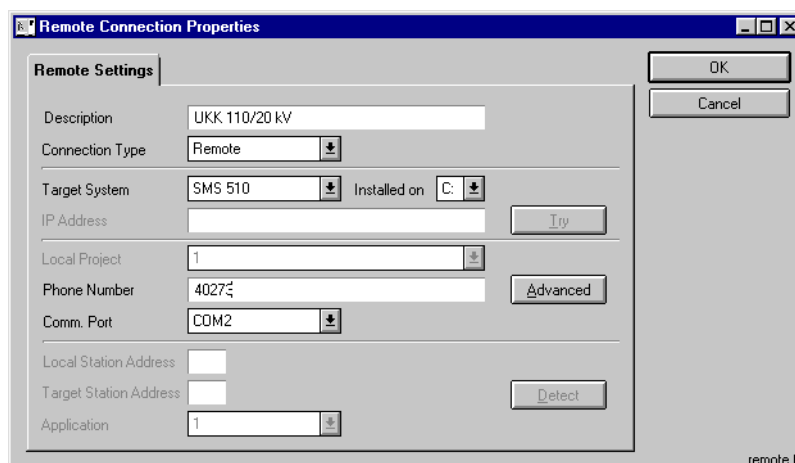 Remote Connection Properties
Remote Settings
OK
Cancel
Description UKK 110/20 kV
Connection Type Remote
Target System SMS 510 Installed on C:
IP Address Try
Local Project 1
Phone Number Advanced
Comm. Port COM2
Local Station Address
Target Station Address Detect
Application 1